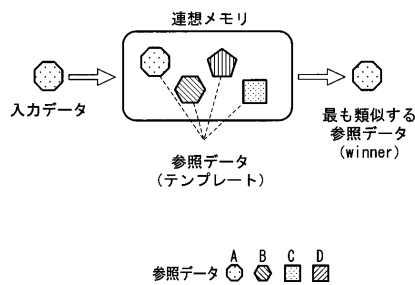 連想メモリ
入力データ
最も類似する
参照データ
(winner)
参照データ
(テンプレート)
A B C D
参照データ